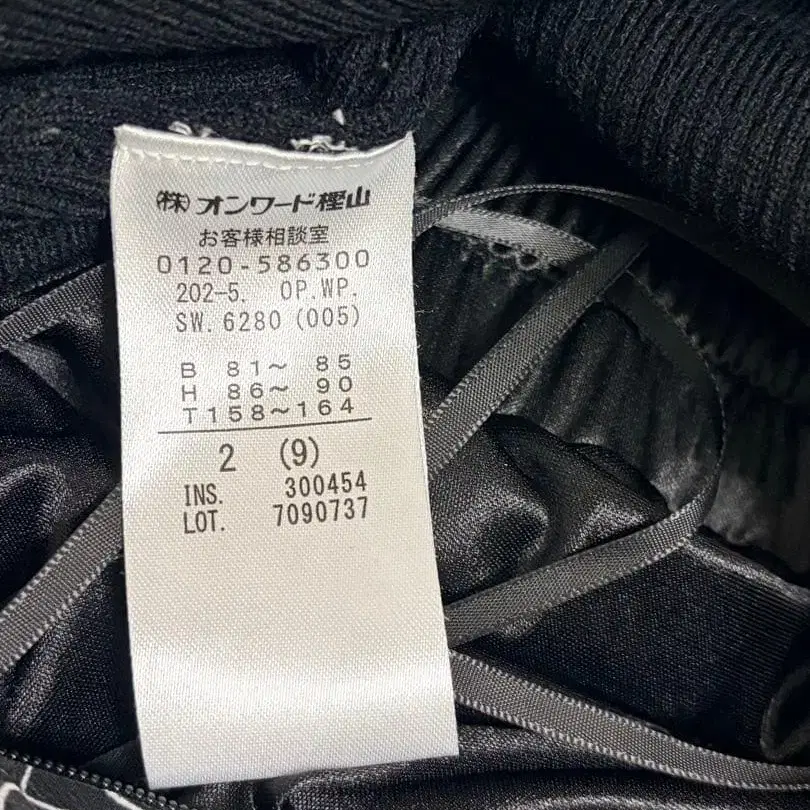 ㈱オンワード樫山
お客様相談室
0120-586300
202-5. OP.WP.
SW. 6280 (005)
B 81～ 85
H 86～ 90
T158～164
2 (9)
INS. 300454
LOT. 7090737